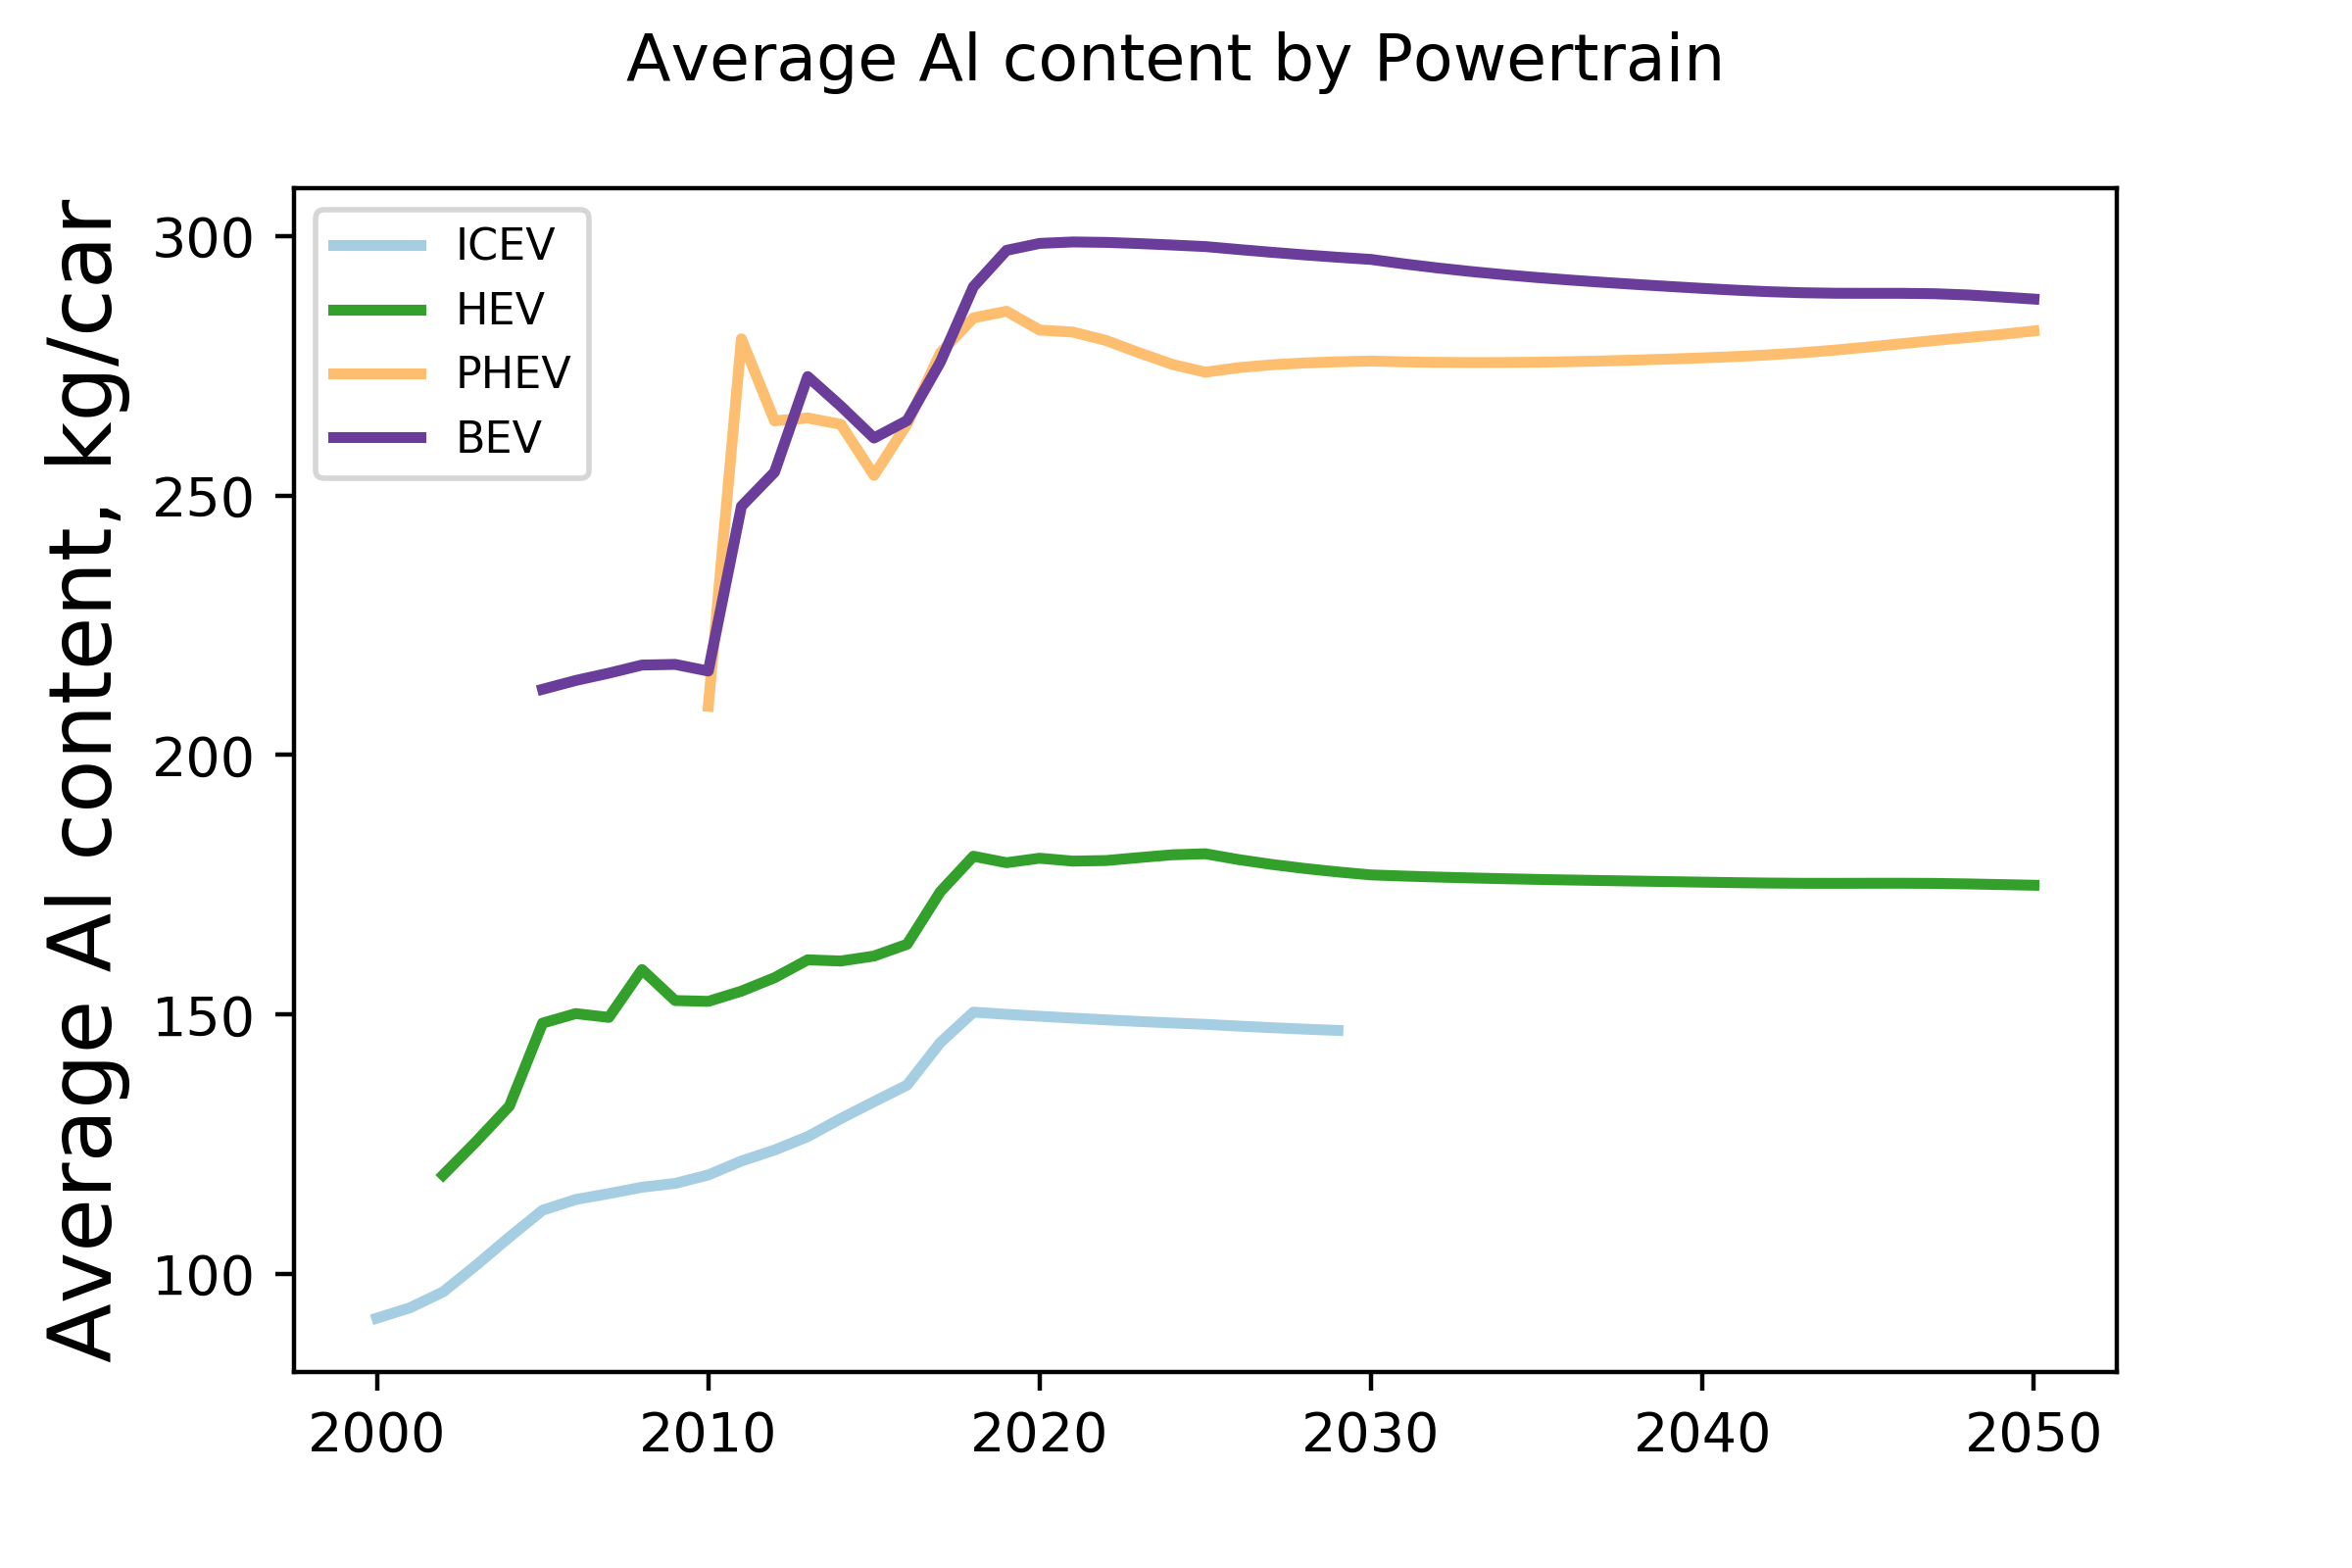 Average Al content by Powertrain
Average Al content, kg/car
300
250
200
150
100
ICEV
HEV
PHEV
BEV
2000 2010 2020 2030 2040 2050